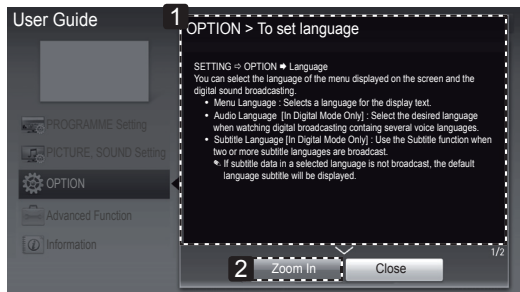 User Guide
1
OPTION > To set language
SETTING ⇨ OPTION ➡ Language
You can select the language of the menu displayed on the screen and the
digital sound broadcasting.
• Menu Language : Selects a language for the display text.
• Audio Language [In Digital Mode Only] : Select the desired language
when watching digital broadcasting containg several voice languages.
• Subtitle Language [In Digital Mode Only] : Use the Subtitle function when
two or more subtitle languages are broadcast.
✎ If subtitle data in a selected language is not broadcast, the default
language subtitle will be displayed.
PROGRAMME Setting
PICTURE, SOUND Setting
OPTION
Advanced Function
Information
1/2
2
Zoom In
Close